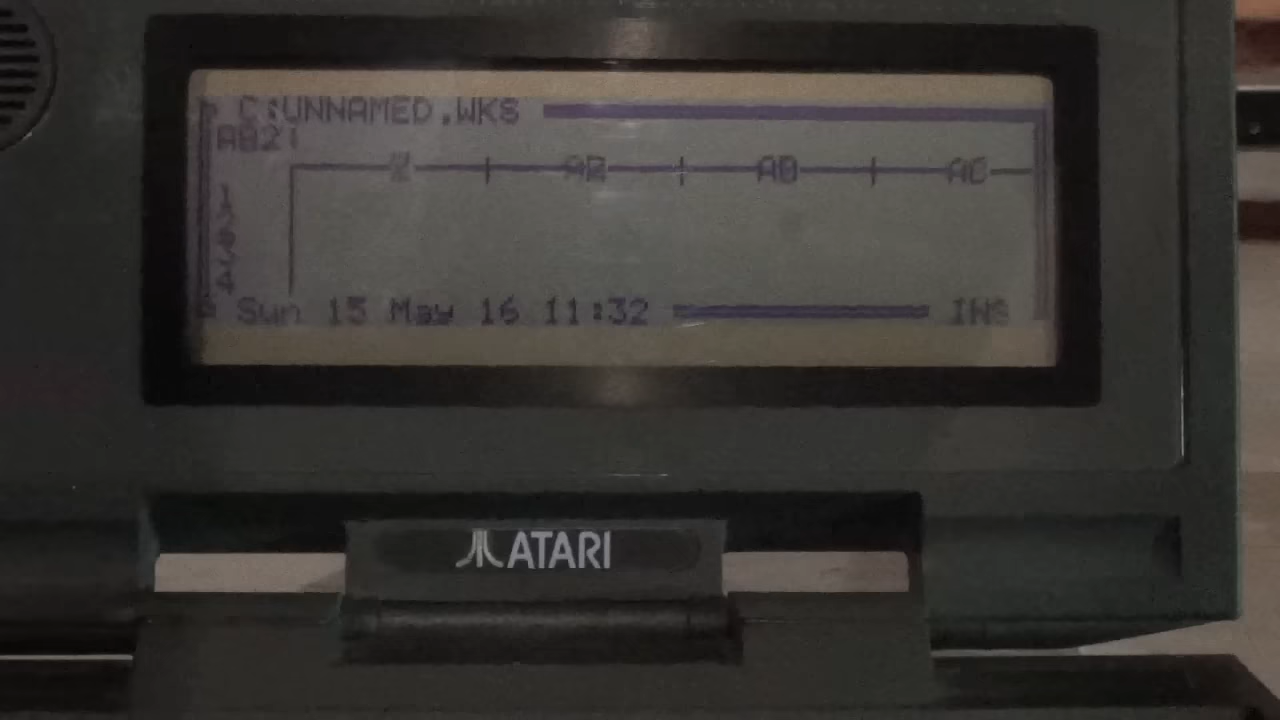 C:UNNAMED.WKS
AB2:
Z AA AB AC
1
2
3
4
Sun 15 May 16 11:32 INS
ATARI